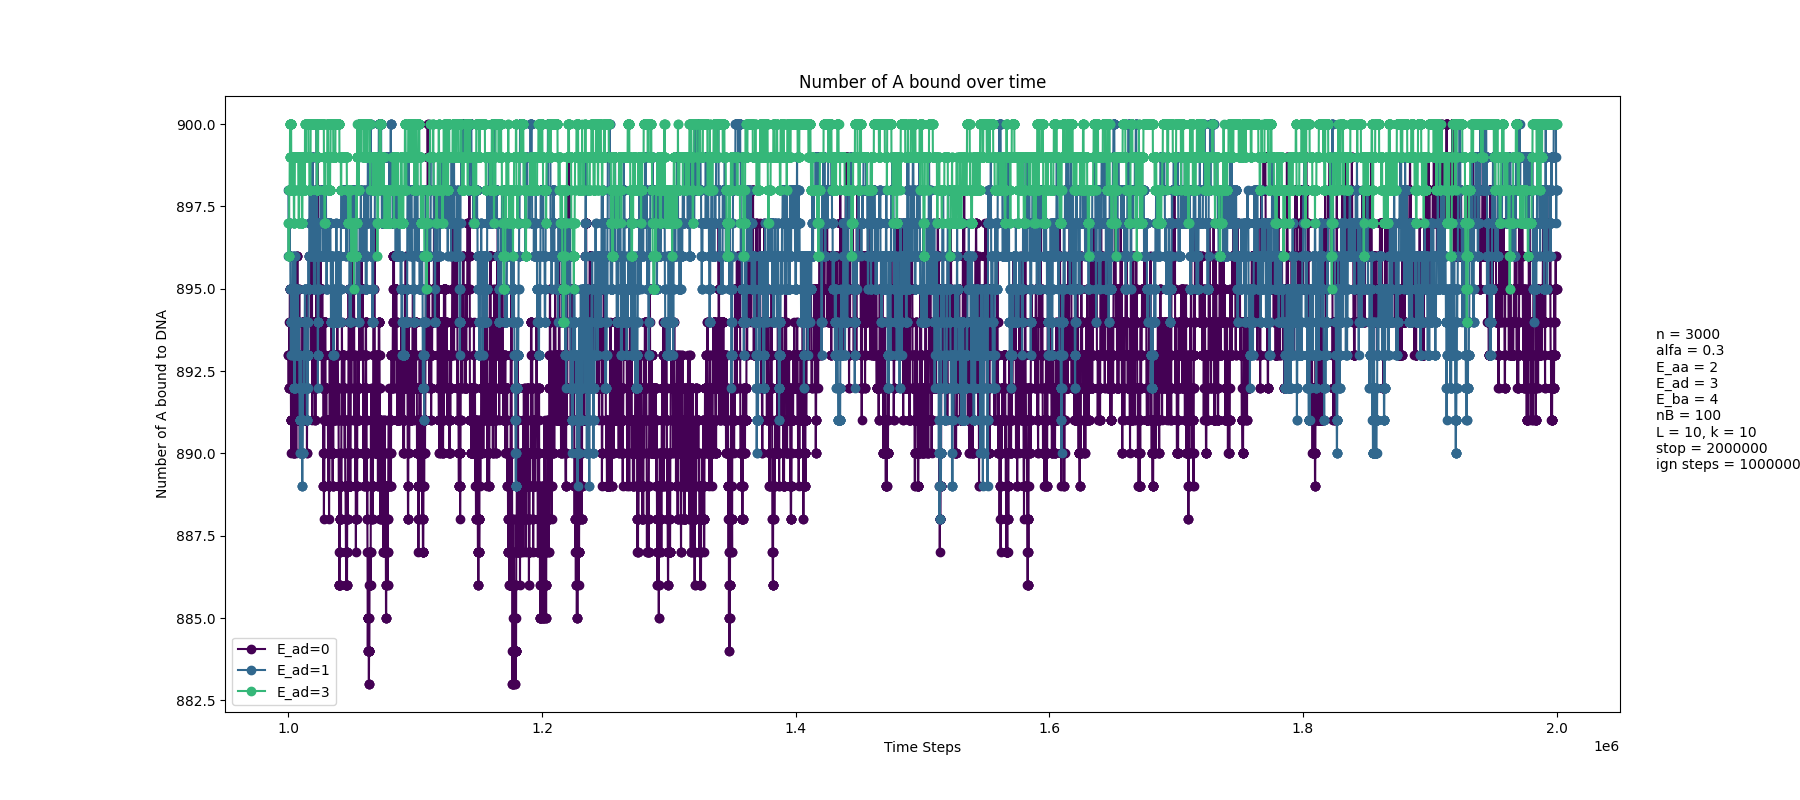 Number of A bound over time
Number of A bound to DNA
900.0
897.5
895.0
892.5
890.0
887.5
885.0
882.5
E_ad=0
E_ad=1
E_ad=3
1.0
1.2
1.4
1.6
1.8
2.0
1e6
Time Steps
n = 3000
alfa = 0.3
E_aa = 2
E_ad = 3
E_ba = 4
nB = 100
L = 10, k = 10
stop = 2000000
ign steps = 1000000